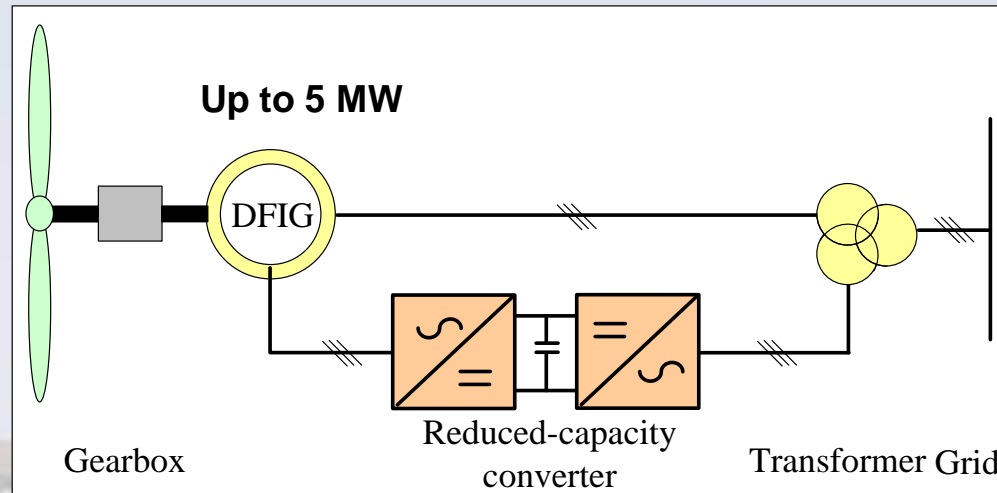 Up to 5 MW
DFIG
Reduced-capacity
converter
Gearbox
Transformer
Grid